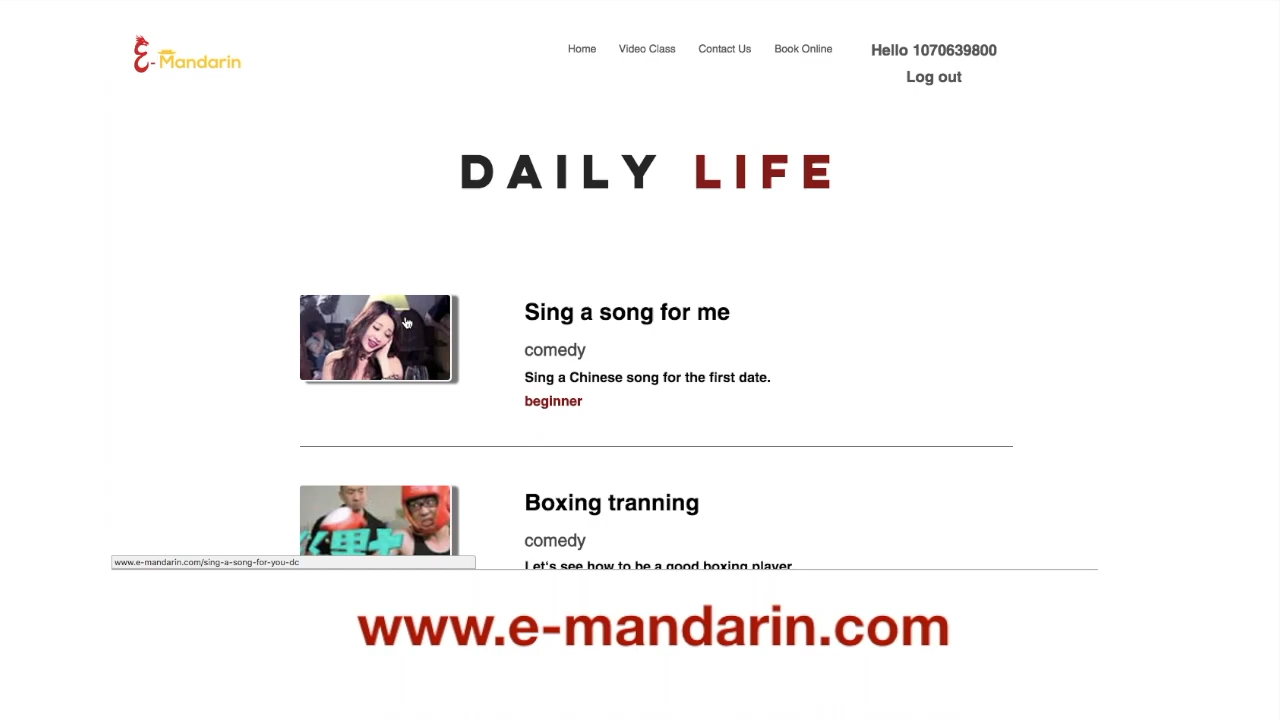 Ɛ-Mandarin
Home Video Class Contact Us Book Online Hello 1070639800
Log out
DAILY LIFE
Sing a song for me
comedy
Sing a Chinese song for the first date.
beginner
Boxing tranning
comedy
Let's see how to be a good boxing player
www.e-mandarin.com/sing-a-song-for-you-dc
www.e-mandarin.com